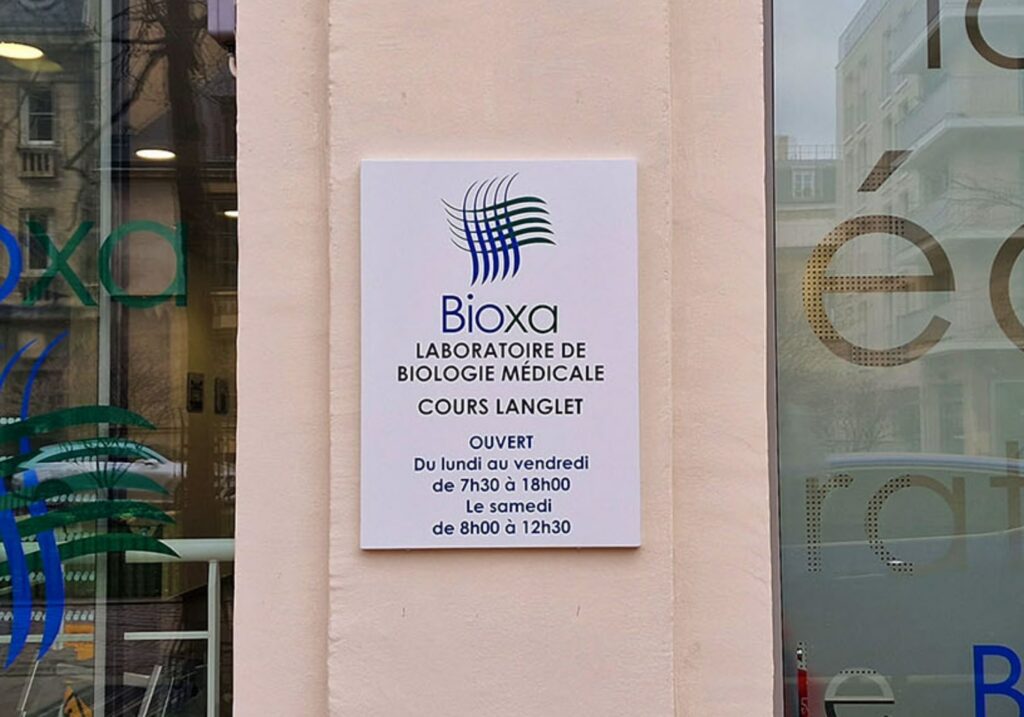 Bioxa
LABORATOIRE DE
BIOLOGIE MÉDICALE
COURS LANGLET
OUVERT
Du lundi au vendredi
de 7h30 à 18h00
Le samedi
de 8h00 à 12h30
oxa